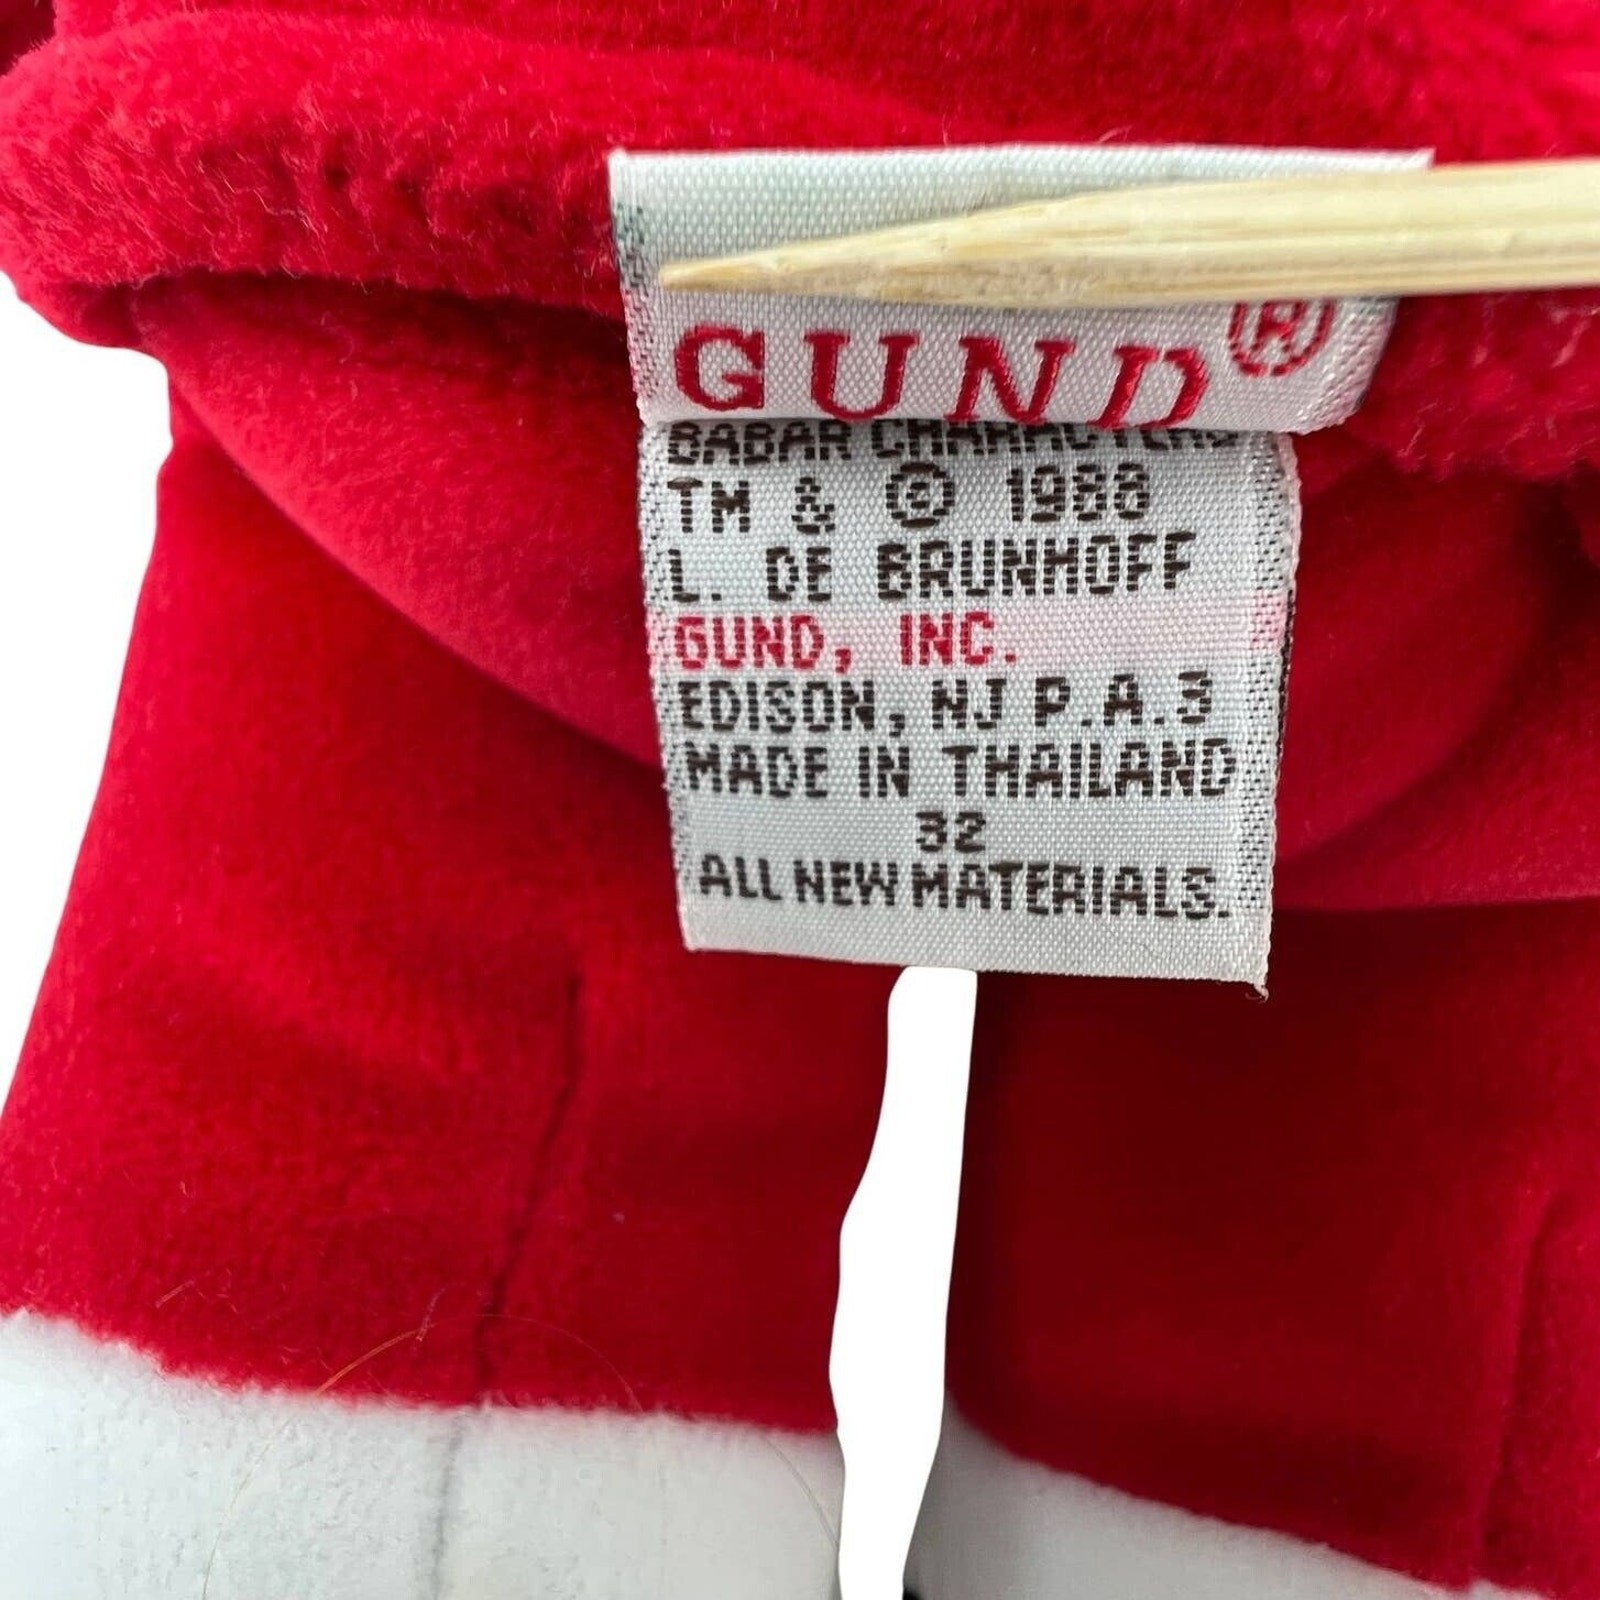 GUND®
BABAR CHARACTERS
TM & © 1988
L. DE BRUNHOFF
GUND, INC.
EDISON, NJ P.A.3
MADE IN THAILAND
32
ALL NEW MATERIALS.